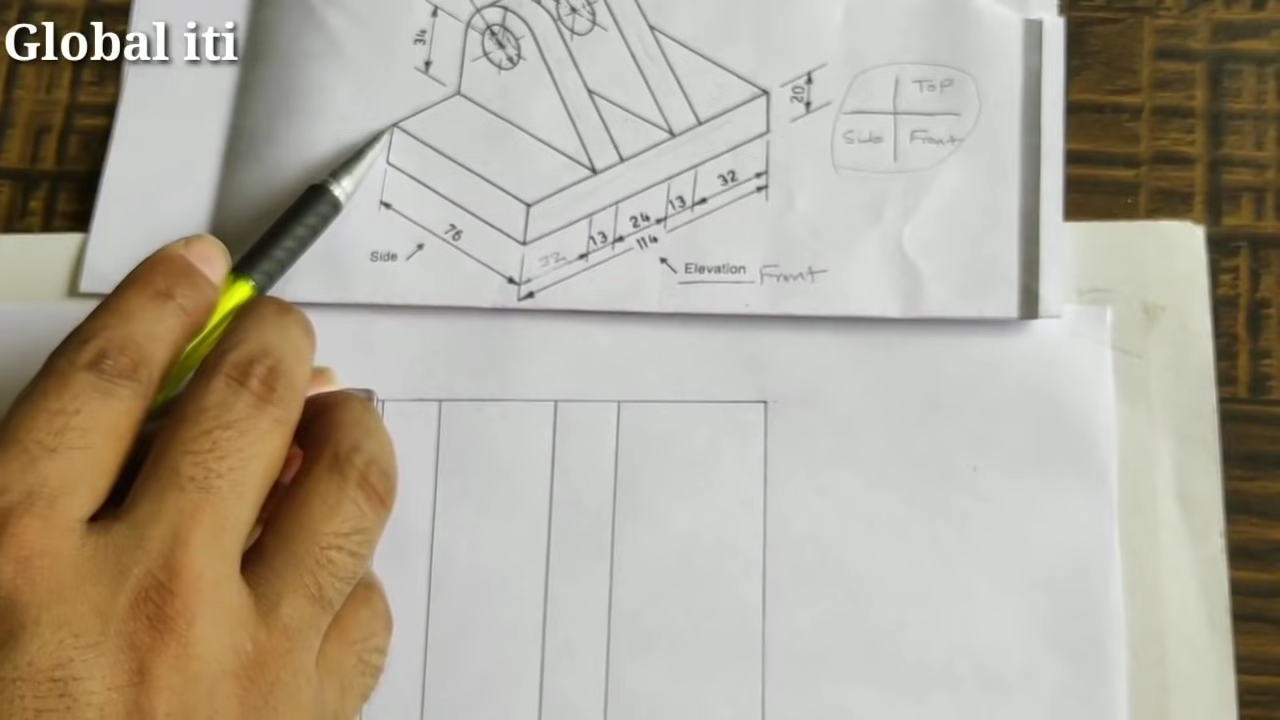 Global iti
34
20
TOP
Side Front
76
32 13 24 13 32
114
Side
Elevation Front